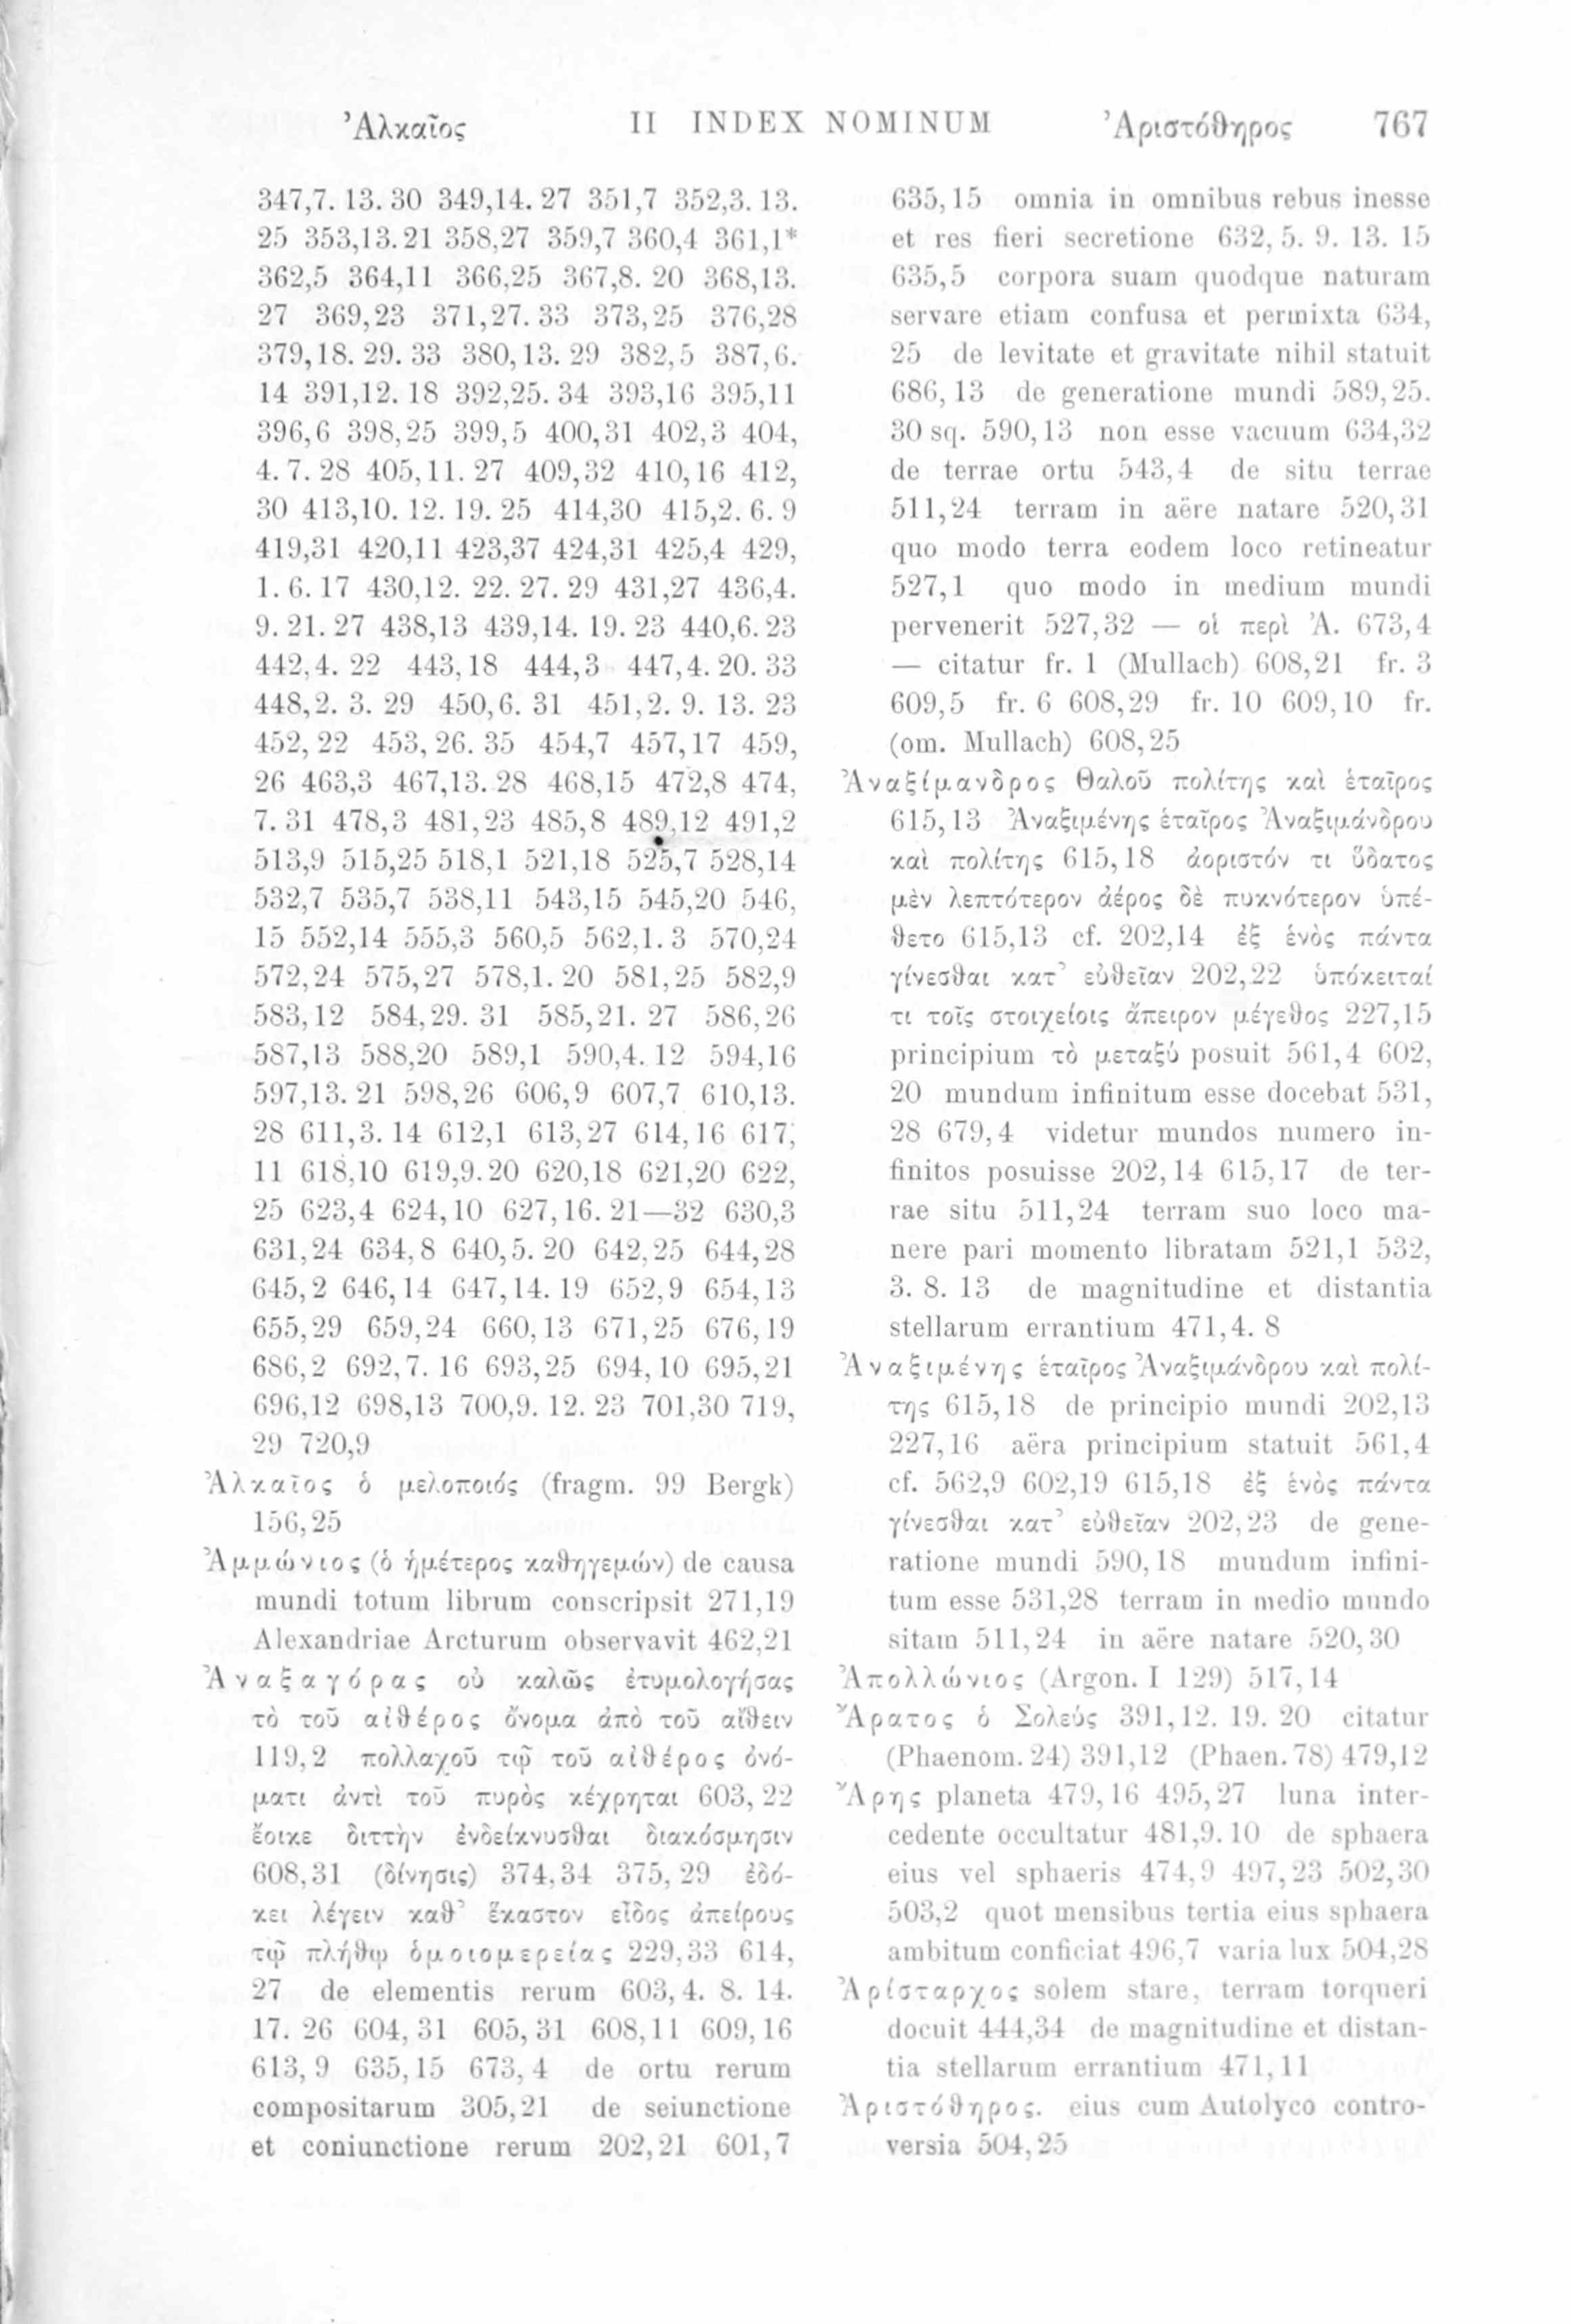 Ἀλκαῖος II INDEX NOMINUM Ἀριστόθηρος 767
347,7. 13. 30 349,14. 27 351,7 352,3. 13.
25 353,13. 21 358,27 359,7 360,4 361,1*
362,5 364,11 366,25 367,8. 20 368,13.
27 369,23 371,27. 33 373,25 376,28
379,18. 29. 33 380,13. 29 382,5 387,6.
14 391,12. 18 392,25. 34 393,16 395,11
396,6 398,25 399,5 400,31 402,3 404,
4. 7. 28 405,11. 27 409,32 410,16 412,
30 413,10. 12. 19. 25 414,30 415,2. 6. 9
419,31 420,11 423,37 424,31 425,4 429,
1. 6. 17 430,12. 22. 27. 29 431,27 436,4.
9. 21. 27 438,13 439,14. 19. 23 440,6. 23
442,4. 22 443,18 444,3 447,4. 20. 33
448,2. 3. 29 450,6. 31 451,2. 9. 13. 23
452,22 453,26. 35 454,7 457,17 459,
26 463,3 467,13. 28 468,15 472,8 474,
7. 31 478,3 481,23 485,8 489,12 491,2
513,9 515,25 518,1 521,18 525,7 528,14
532,7 535,7 538,11 543,15 545,20 546,
15 552,14 555,3 560,5 562,1. 3 570,24
572,24 575,27 578,1. 20 581,25 582,9
583,12 584,29. 31 585,21. 27 586,26
587,13 588,20 589,1 590,4. 12 594,16
597,13. 21 598,26 606,9 607,7 610,13.
28 611,3. 14 612,1 613,27 614,16 617,
11 618,10 619,9. 20 620,18 621,20 622,
25 623,4 624,10 627,16. 21—32 630,3
631,24 634,8 640,5. 20 642,25 644,28
645,2 646,14 647,14. 19 652,9 654,13
655,29 659,24 660,13 671,25 676,19
686,2 692,7. 16 693,25 694,10 695,21
696,12 698,13 700,9. 12. 23 701,30 719,
29 720,9
Ἀλκαῖος ὁ μελοποιός (fragm. 99 Bergk)
156,25
Ἀμμώνιος (ὁ ἡμέτερος καθηγεμών) de causa
mundi totum librum conscripsit 271,19
Alexandriae Arcturum observavit 462,21
Ἀναξαγόρας οὐ καλῶς ἐτυμολογήσας
τὸ τοῦ αἰθέρος ὄνομα ἀπὸ τοῦ αἴθειν
119,2 πολλαχοῦ τῷ τοῦ αἰθέρος ὀνό-
ματι ἀντὶ τοῦ πυρὸς κέχρηται 603,22
ἔοικε διττὴν ἐνδείκνυσθαι διακόσμησιν
608,31 (δίνησις) 374,34 375,29 ἐδό-
κει λέγειν καθ’ ἕκαστον εἶδος ἀπείρους
τῷ πλήθῳ ὁμοιομερείας 229,33 614,
27 de elementis rerum 603,4. 8. 14.
17. 26 604,31 605,31 608,11 609,16
613,9 635,15 673,4 de ortu rerum
compositarum 305,21 de seiunctione
et coniunctione rerum 202,21 601,7
635,15 omnia in omnibus rebus inesse
et res fieri secretione 632,5. 9. 13. 15
635,5 corpora suam quodque naturam
servare etiam confusa et permixta 634,
25 de levitate et gravitate nihil statuit
686,13 de generatione mundi 589,25.
30 sq. 590,13 non esse vacuum 634,32
de terrae ortu 543,4 de situ terrae
511,24 terram in aëre natare 520,31
quo modo terra eodem loco retineatur
527,1 quo modo in medium mundi
pervenerit 527,32 — οἱ περὶ Ἀ. 673,4
— citatur fr. 1 (Mullach) 608,21 fr. 3
609,5 fr. 6 608,29 fr. 10 609,10 fr.
(om. Mullach) 608,25
Ἀναξίμανδρος Θαλοῦ πολίτης καὶ ἑταῖρος
615,13 Ἀναξιμένης ἑταῖρος Ἀναξιμάνδρου
καὶ πολίτης 615,18 ἀοριστόν τι ὕδατος
μὲν λεπτότερον ἀέρος δὲ πυκνότερον ὑπέ-
θετο 615,13 cf. 202,14 ἐξ ἑνὸς πάντα
γίνεσθαι κατ’ εὐθεῖαν 202,22 ὑπόκειταί
τι τοῖς στοιχείοις ἄπειρον μέγεθος 227,15
principium τὸ μεταξύ posuit 561,4 602,
20 mundum infinitum esse docebat 531,
28 679,4 videtur mundos numero in-
finitos posuisse 202,14 615,17 de ter-
rae situ 511,24 terram suo loco ma-
nere pari momento libratam 521,1 532,
3. 8. 13 de magnitudine et distantia
stellarum errantium 471,4. 8
Ἀναξιμένης ἑταῖρος Ἀναξιμάνδρου καὶ πολί-
της 615,18 de principio mundi 202,13
227,16 aëra principium statuit 561,4
cf. 562,9 602,19 615,18 ἐξ ἑνὸς πάντα
γίνεσθαι κατ’ εὐθεῖαν 202,23 de gene-
ratione mundi 590,18 mundum infini-
tum esse 531,28 terram in medio mundo
sitam 511,24 in aëre natare 520,30
Ἀπολλώνιος (Argon. I 129) 517,14
Ἄρατος ὁ Σολεύς 391,12. 19. 20 citatur
(Phaenom. 24) 391,12 (Phaen. 78) 479,12
Ἄρης planeta 479,16 495,27 luna inter-
cedente occultatur 481,9. 10 de sphaera
eius vel sphaeris 474,9 497,23 502,30
503,2 quot mensibus tertia eius sphaera
ambitum conficiat 496,7 varia lux 504,28
Ἀρίσταρχος solem stare, terram torqueri
docuit 444,34 de magnitudine et distan-
tia stellarum errantium 471,11
Ἀριστόθηρος. eius cum Autolyco contro-
versia 504,25